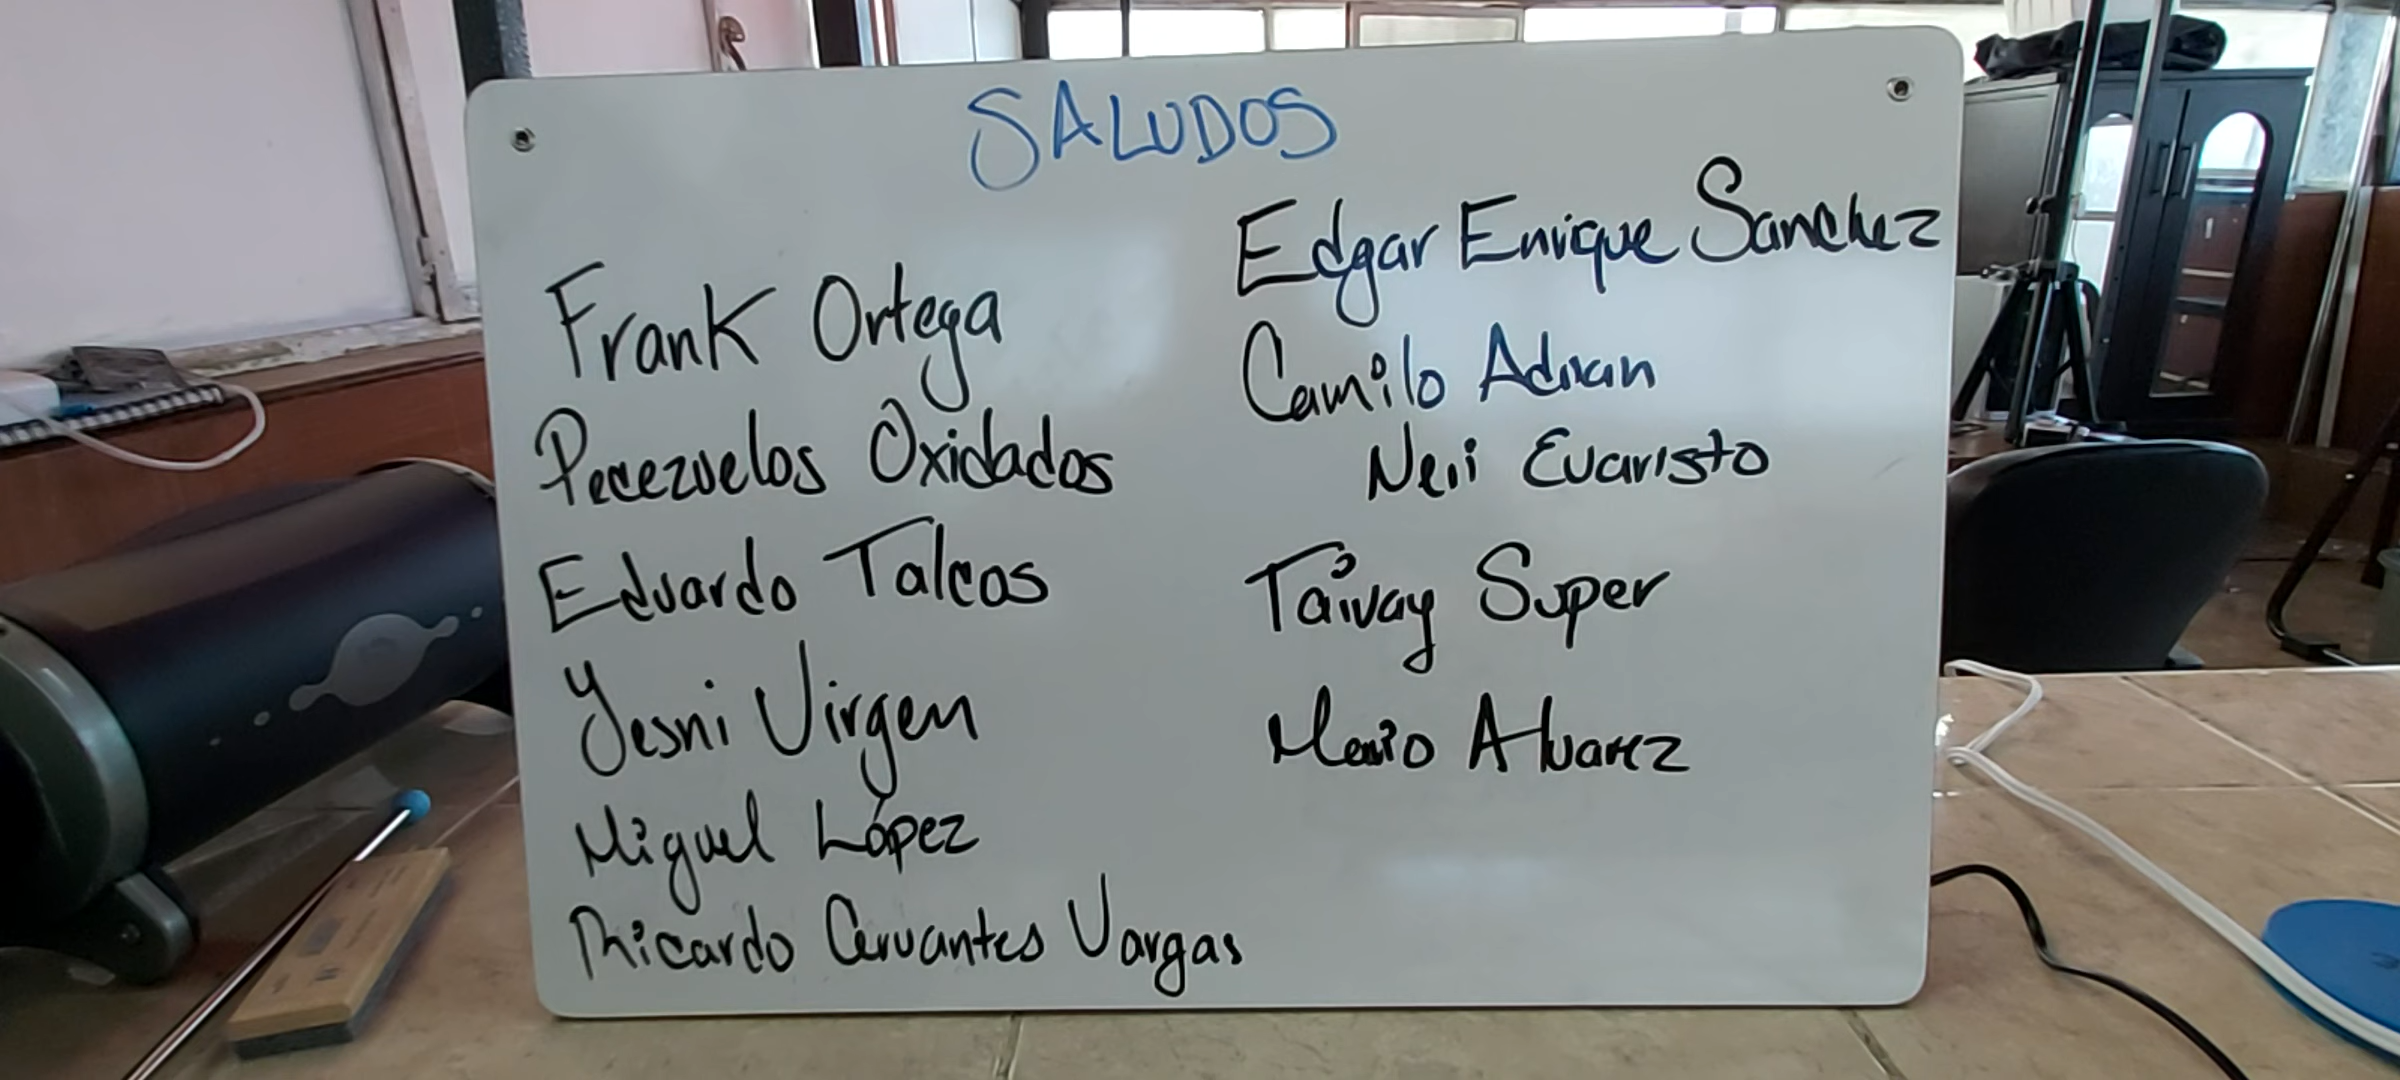 SALUDOS
Frank Ortega
Pecezuelos Oxidados
Eduardo Talcos
Yesni Virgen
Miguel López
Ricardo Cervantes Vargas
Edgar Enrique Sanchez
Camilo Adrian
Neri Evaristo
Taivay Super
Mario Alvarez